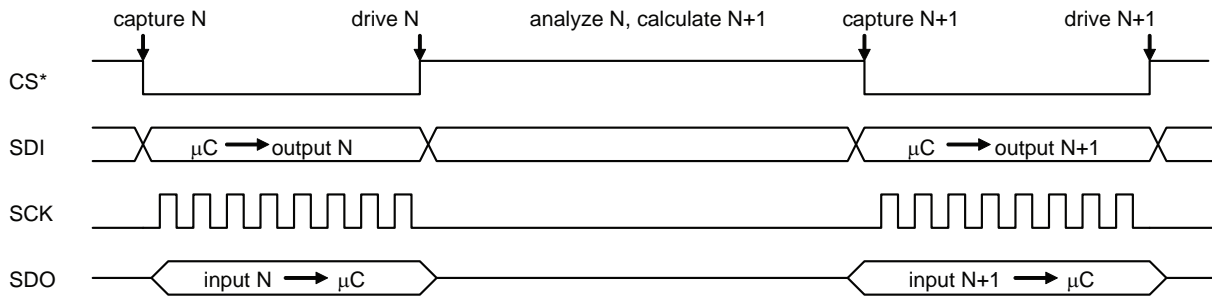 capture N drive N analyze N, calculate N+1 capture N+1 drive N+1
CS*
SDI μC → output N μC → output N+1
SCK
SDO input N → μC input N+1 → μC